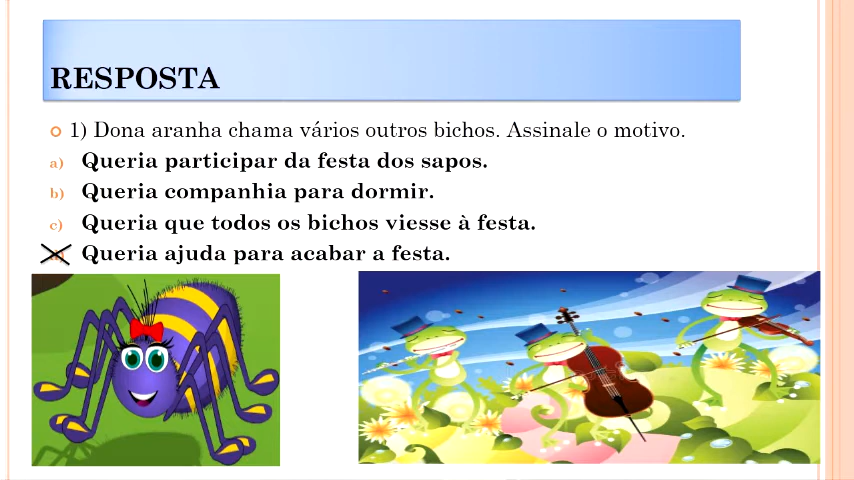 RESPOSTA
1) Dona aranha chama vários outros bichos. Assinale o motivo.
a) Queria participar da festa dos sapos.
b) Queria companhia para dormir.
c) Queria que todos os bichos viesse à festa.
Queria ajuda para acabar a festa.